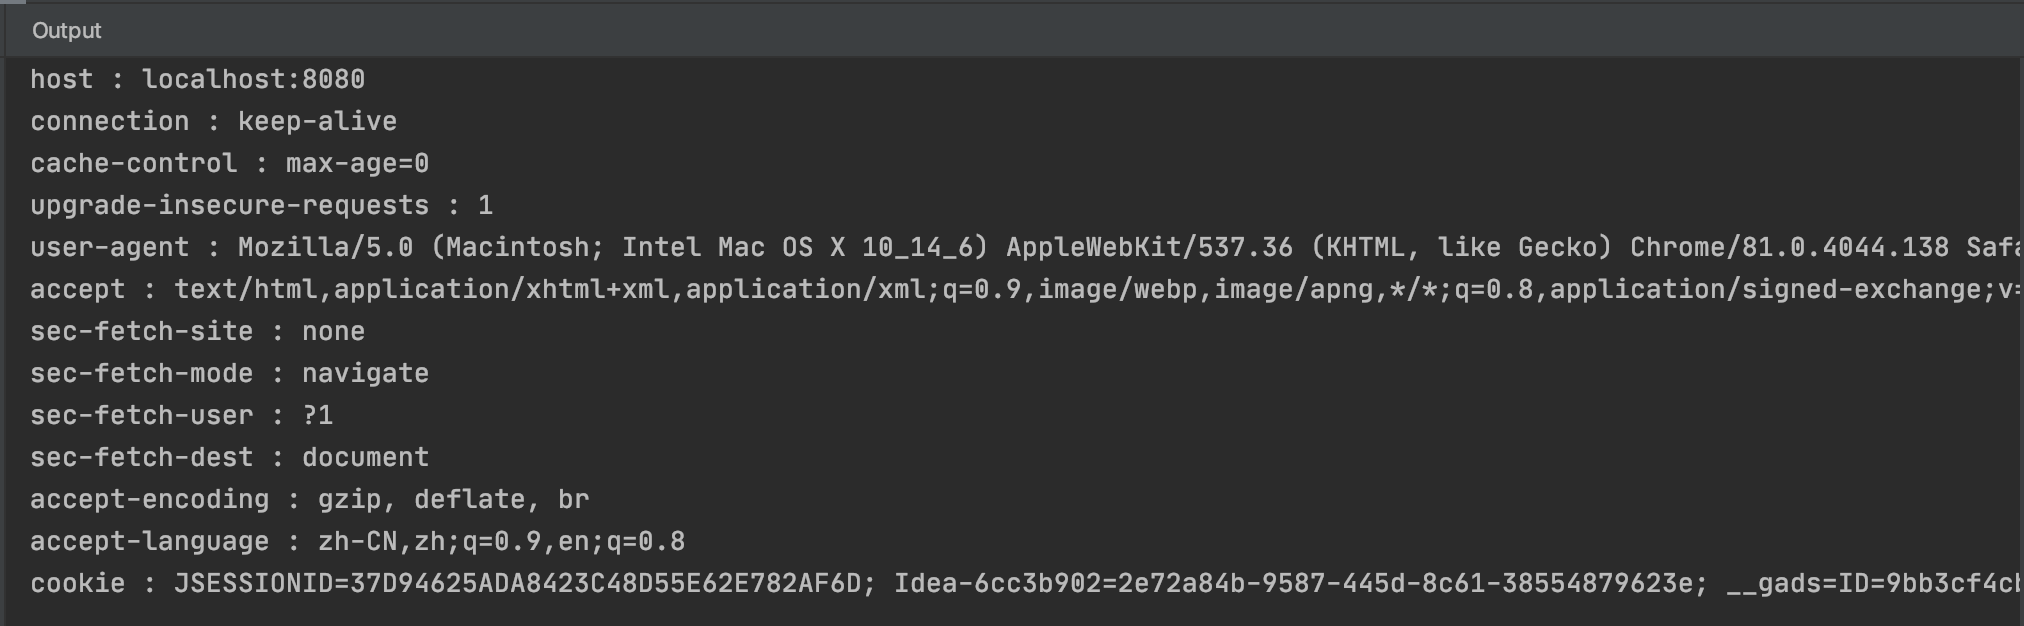 Output
host : localhost:8080
connection : keep-alive
cache-control : max-age=0
upgrade-insecure-requests : 1
user-agent : Mozilla/5.0 (Macintosh; Intel Mac OS X 10_14_6) AppleWebKit/537.36 (KHTML, like Gecko) Chrome/81.0.4044.138 Safa
accept : text/html,application/xhtml+xml,application/xml;q=0.9,image/webp,image/apng,*/*;q=0.8,application/signed-exchange;v=
sec-fetch-site : none
sec-fetch-mode : navigate
sec-fetch-user : ?1
sec-fetch-dest : document
accept-encoding : gzip, deflate, br
accept-language : zh-CN,zh;q=0.9,en;q=0.8
cookie : JSESSIONID=37D94625ADA8423C48D55E62E782AF6D; Idea-6cc3b902=2e72a84b-9587-445d-8c61-38554879623e; __gads=ID=9bb3cf4cb